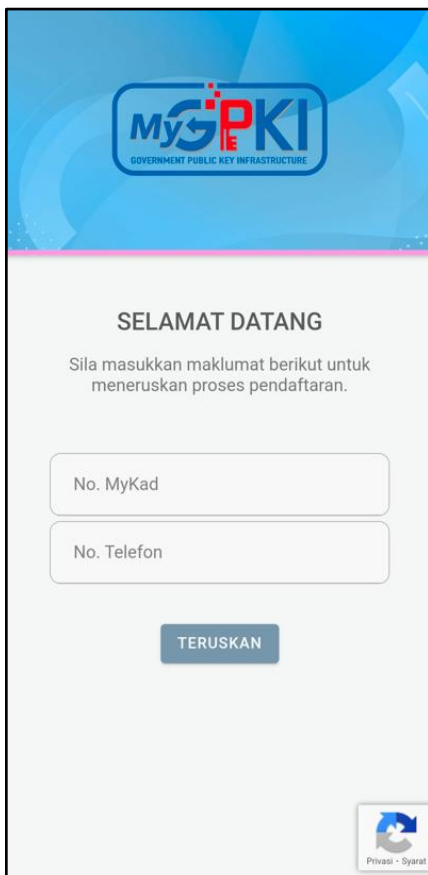 MyGPKI
GOVERNMENT PUBLIC KEY INFRASTRUCTURE
SELAMAT DATANG
Sila masukkan maklumat berikut untuk
meneruskan proses pendaftaran.
No. MyKad
No. Telefon
TERUSKAN
Privasi - Syarat